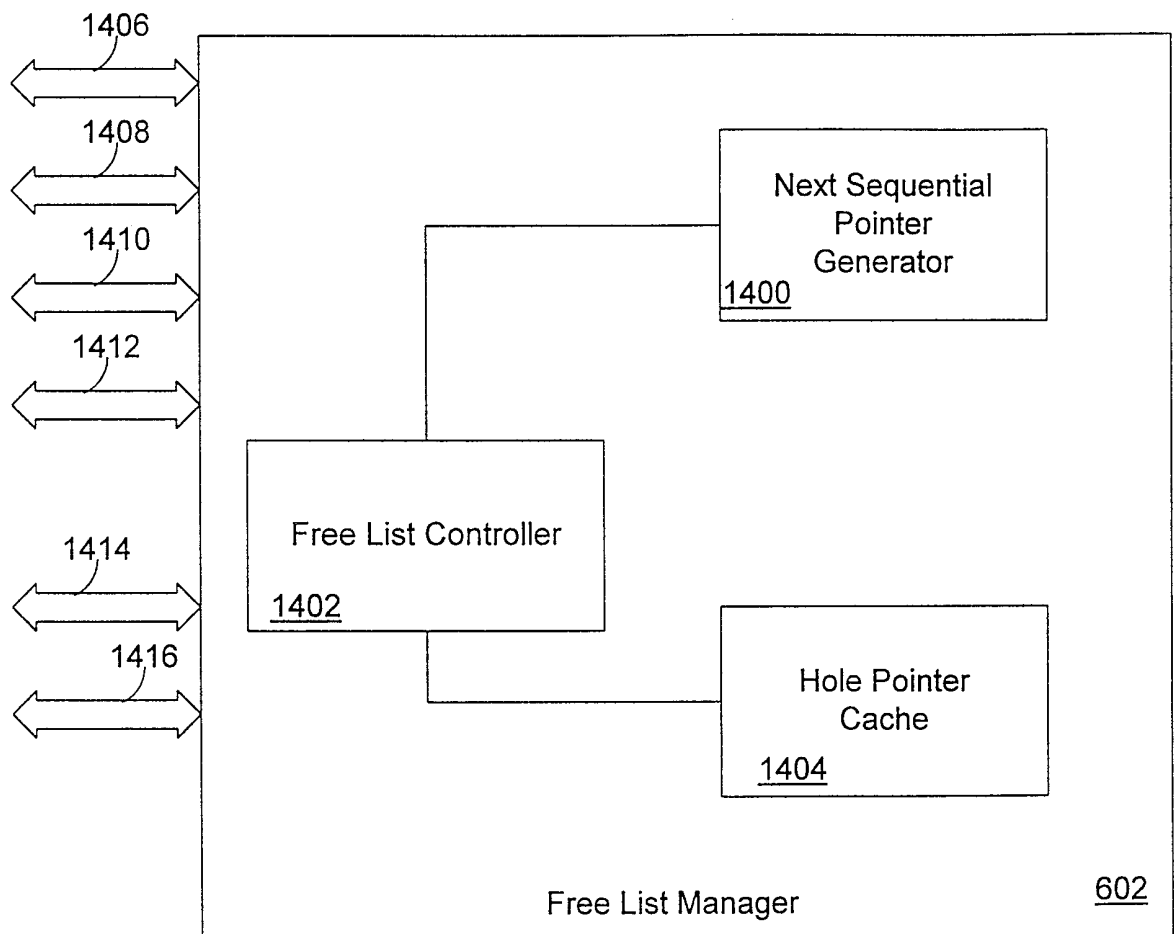 1406
1408
1410
1412
1414
1416
Next Sequential
Pointer
Generator
1400
Free List Controller
1402
Hole Pointer
Cache
1404
Free List Manager
602